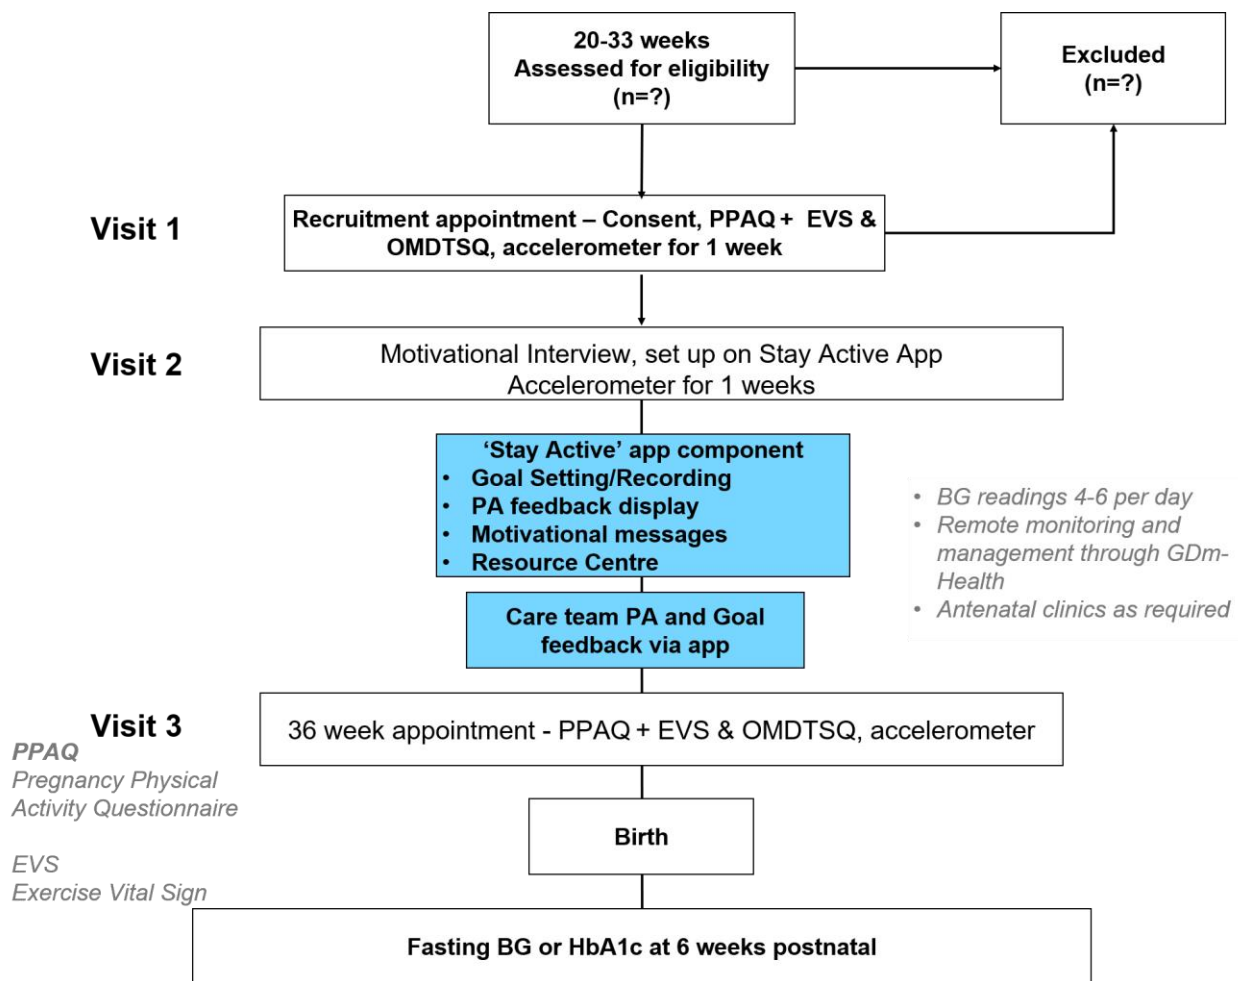 20-33 weeks
Assessed for eligibility
(n=?)
Excluded
(n=?)
Visit 1
Recruitment appointment – Consent, PPAQ + EVS &
OMDTSQ, accelerometer for 1 week
Visit 2
Motivational Interview, set up on Stay Active App
Accelerometer for 1 weeks
‘Stay Active’ app component
• Goal Setting/Recording
• PA feedback display
• Motivational messages
• Resource Centre
• BG readings 4-6 per day
• Remote monitoring and
management through GDm-
Health
• Antenatal clinics as required
Care team PA and Goal
feedback via app
Visit 3
36 week appointment - PPAQ + EVS & OMDTSQ, accelerometer
PPAQ
Pregnancy Physical
Activity Questionnaire
EVS
Exercise Vital Sign
Birth
Fasting BG or HbA1c at 6 weeks postnatal